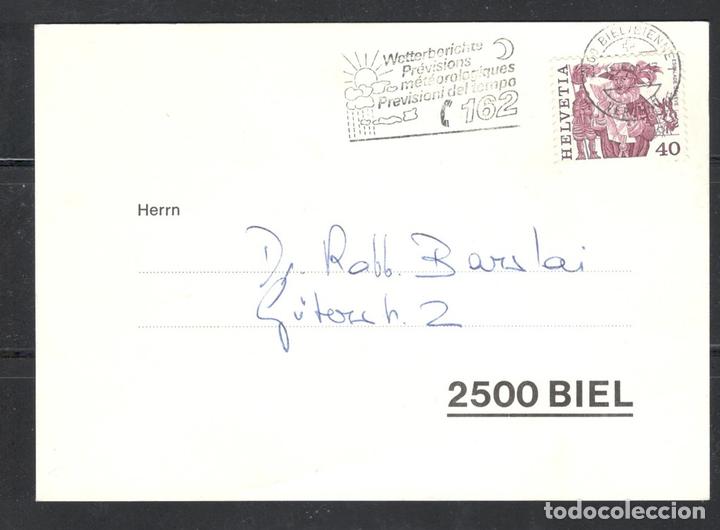 Wetterberichte
Prévisions
météorologiques
Previsioni del tempo
162
BIEL/BIENNE
HELVETIA
40
Herrn
Dr. Rabb. Barslai
Güterstr. 2
2500 BIEL
todocoleccion